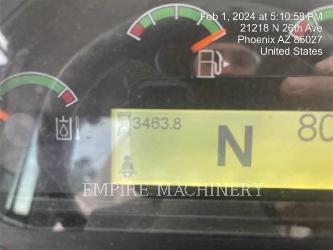 Feb 1, 2024 at 5:10:58 PM
21218 N 26th Ave
Phoenix AZ 85027
United States
3463.8
N
80
EMPIRE MACHINERY